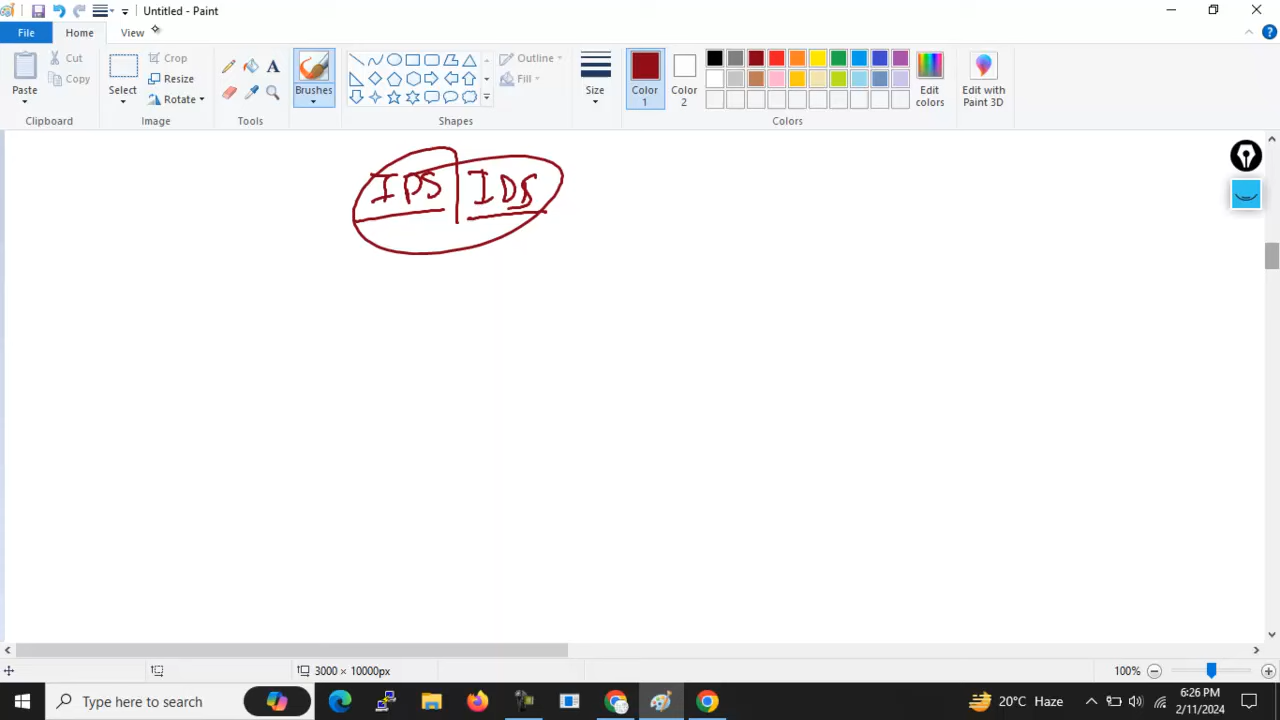 Untitled - Paint
File Home View
Paste Cut Copy
Clipboard
Select Crop Resize Rotate
Image
Tools
Brushes
Shapes
Outline
Fill
Size
Color 1
Color 2
Edit colors
Colors
Edit with Paint 3D
IPS IDS
3000 × 10000px
100%
Type here to search
20°C Haze
6:26 PM
2/11/2024